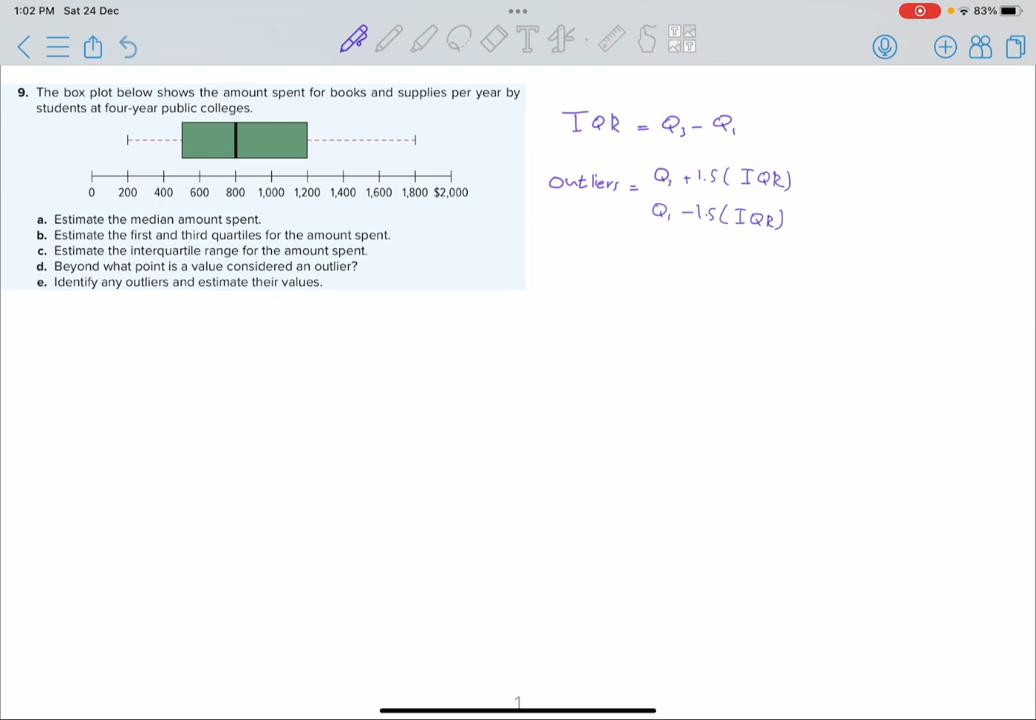 1:02 PM Sat 24 Dec
83%
9. The box plot below shows the amount spent for books and supplies per year by
students at four-year public colleges.
0 200 400 600 800 1,000 1,200 1,400 1,600 1,800 $2,000
a. Estimate the median amount spent.
b. Estimate the first and third quartiles for the amount spent.
c. Estimate the interquartile range for the amount spent.
d. Beyond what point is a value considered an outlier?
e. Identify any outliers and estimate their values.
IQR = Q₃ - Q₁
Outliers = Q₃ + 1.5 ( IQR)
Q₁ - 1.5 ( IQR)
1